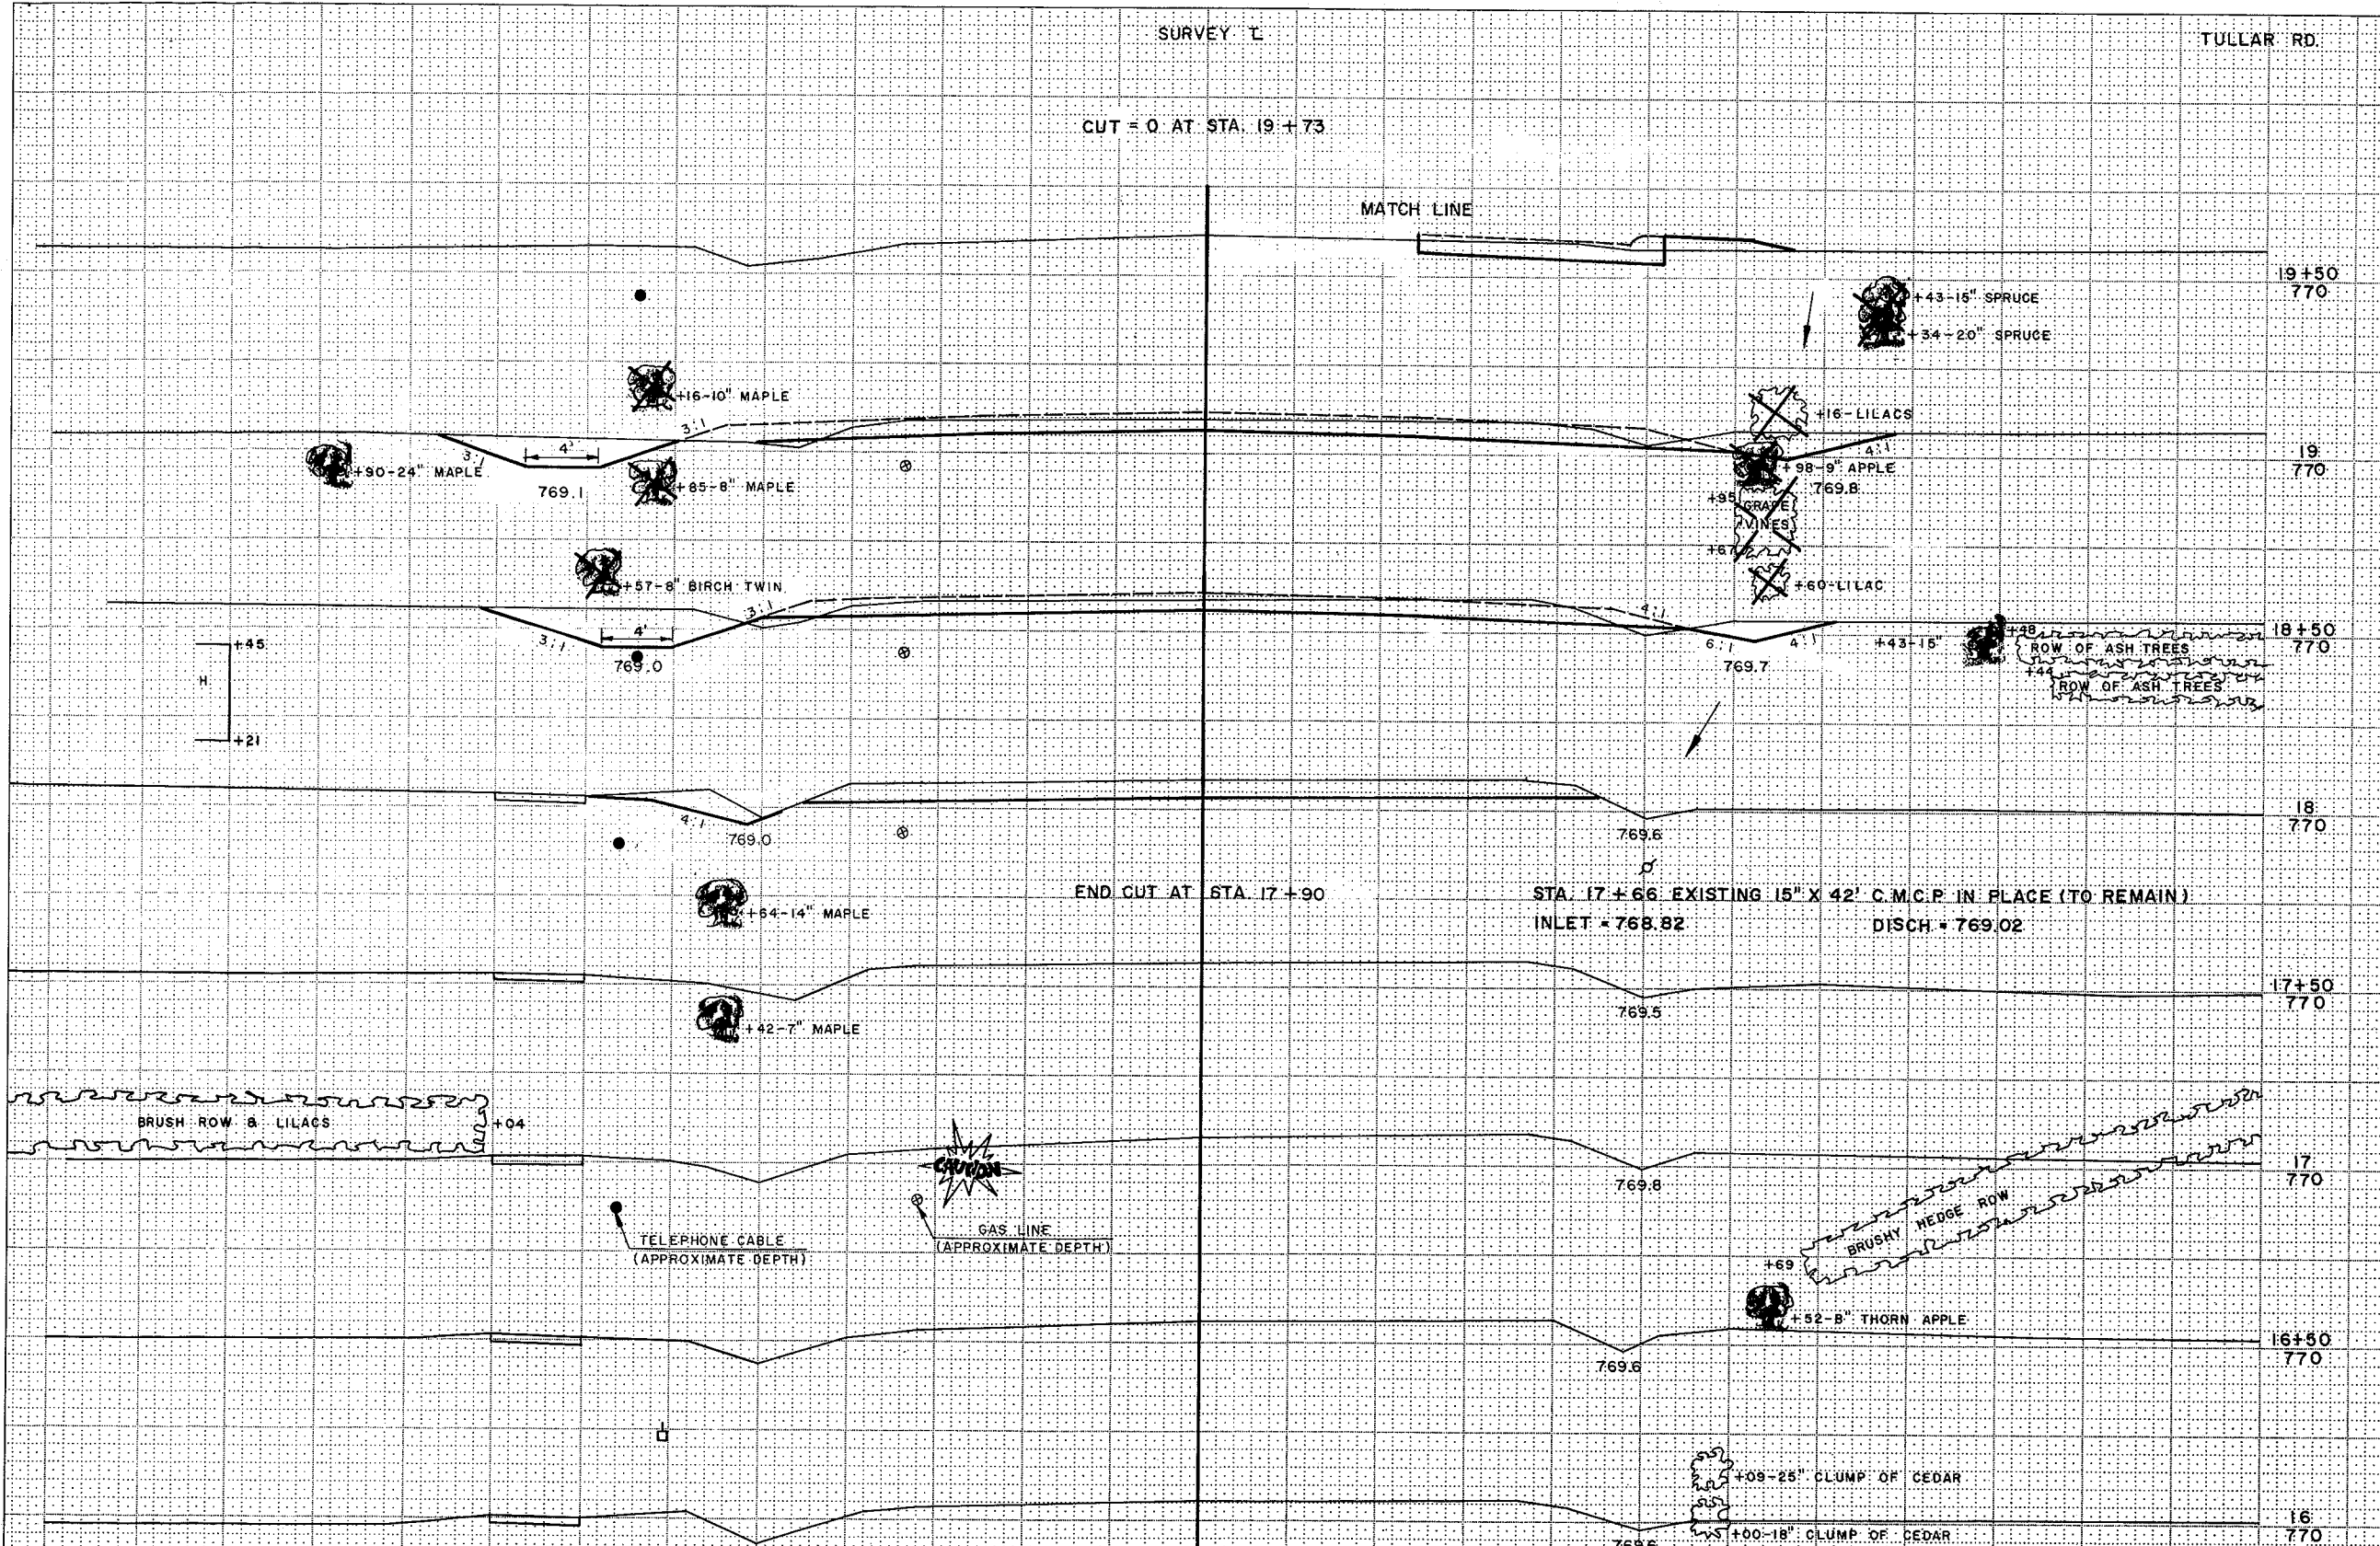 SURVEY ℄
TULLAR RD.
CUT = 0 AT STA. 19 + 73
MATCH LINE
19+50
770
+43-15" SPRUCE
+34-20" SPRUCE
+16-10" MAPLE
+16-LILACS
3:1
4'
3:1
4:1
19
770
+90-24" MAPLE
+85-8" MAPLE
+98-9" APPLE
769.1
769.8
+95
GRAPE
VINES
+67
+57-8" BIRCH TWIN
+60-LILAC
3:1
4'
3:1
4:1
6:1
4:1
+43-15"
+48
18+50
770
ROW OF ASH TREES
+45
769.0
769.7
H
+44
ROW OF ASH TREES
+21
18
770
4:1
769.0
769.6
END CUT AT STA. 17+90
STA. 17+66 EXISTING 15" X 42' C.M.C.P. IN PLACE (TO REMAIN)
+64-14" MAPLE
INLET = 768.82
DISCH. = 769.02
17+50
770
769.5
+42-7" MAPLE
BRUSH ROW & LILACS
+04
CAUTION
17
770
769.8
TELEPHONE CABLE
(APPROXIMATE DEPTH)
GAS LINE
(APPROXIMATE DEPTH)
BRUSHY HEDGE ROW
+69
+52-8" THORN APPLE
16+50
770
769.6
+09-25" CLUMP OF CEDAR
16
770
+00-18" CLUMP OF CEDAR
769.6